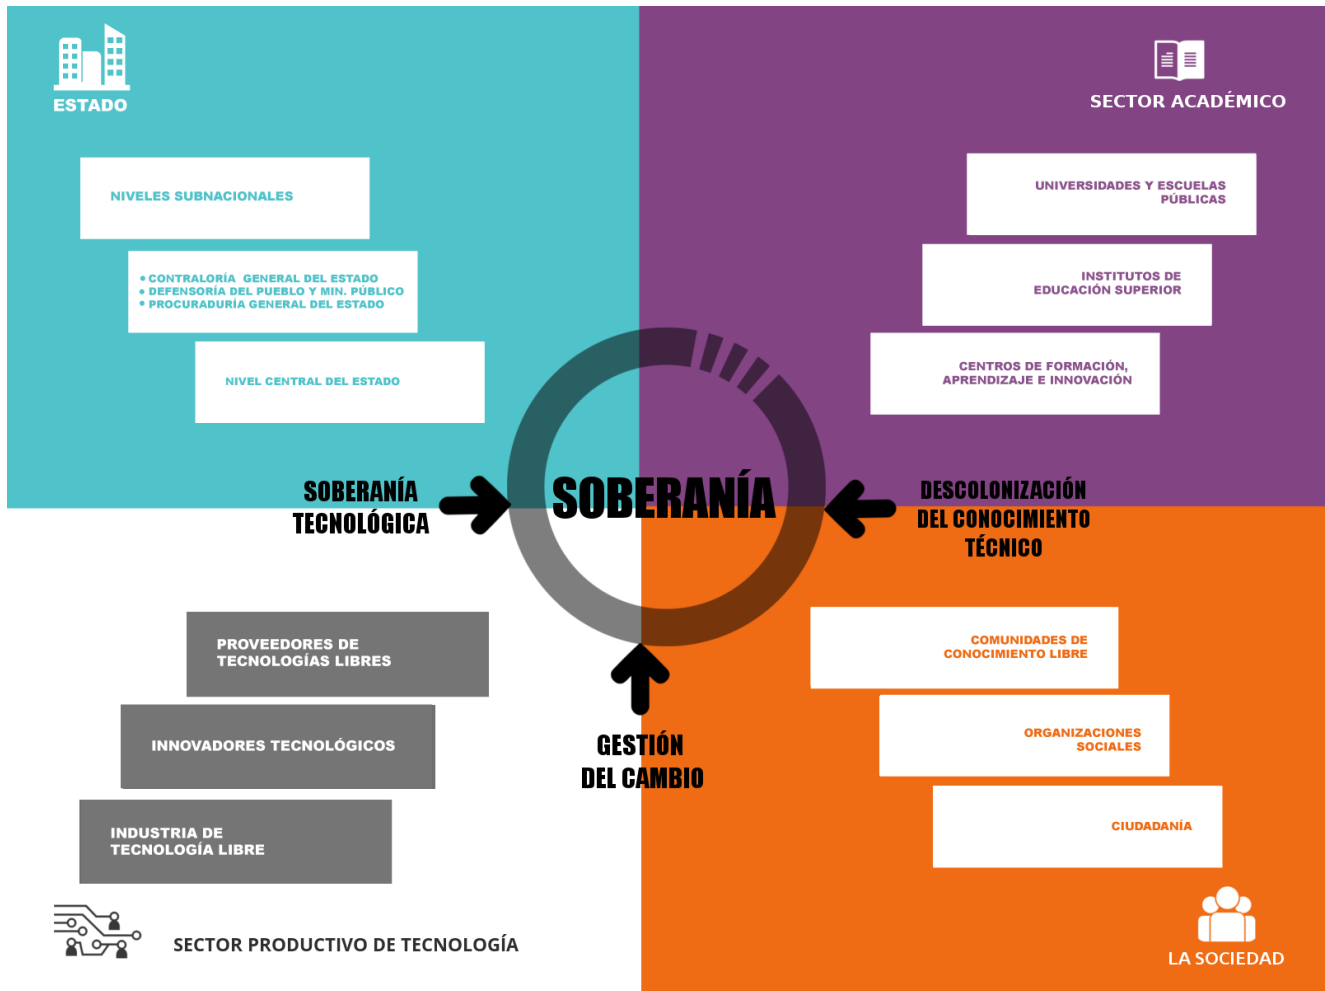 ESTADO
NIVELES SUBNACIONALES
• CONTRALORÍA GENERAL DEL ESTADO
• DEFENSORÍA DEL PUEBLO Y MIN. PÚBLICO
• PROCURADURÍA GENERAL DEL ESTADO
NIVEL CENTRAL DEL ESTADO
SECTOR ACADÉMICO
UNIVERSIDADES Y ESCUELAS
PÚBLICAS
INSTITUTOS DE
EDUCACIÓN SUPERIOR
CENTROS DE FORMACIÓN,
APRENDIZAJE E INNOVACIÓN
SOBERANÍA
TECNOLÓGICA
SOBERANÍA
DESCOLONIZACIÓN
DEL CONOCIMIENTO
TÉCNICO
GESTIÓN
DEL CAMBIO
PROVEEDORES DE
TECNOLOGÍAS LIBRES
INNOVADORES TECNOLÓGICOS
INDUSTRIA DE
TECNOLOGÍA LIBRE
SECTOR PRODUCTIVO DE TECNOLOGÍA
COMUNIDADES DE
CONOCIMIENTO LIBRE
ORGANIZACIONES
SOCIALES
CIUDADANÍA
LA SOCIEDAD